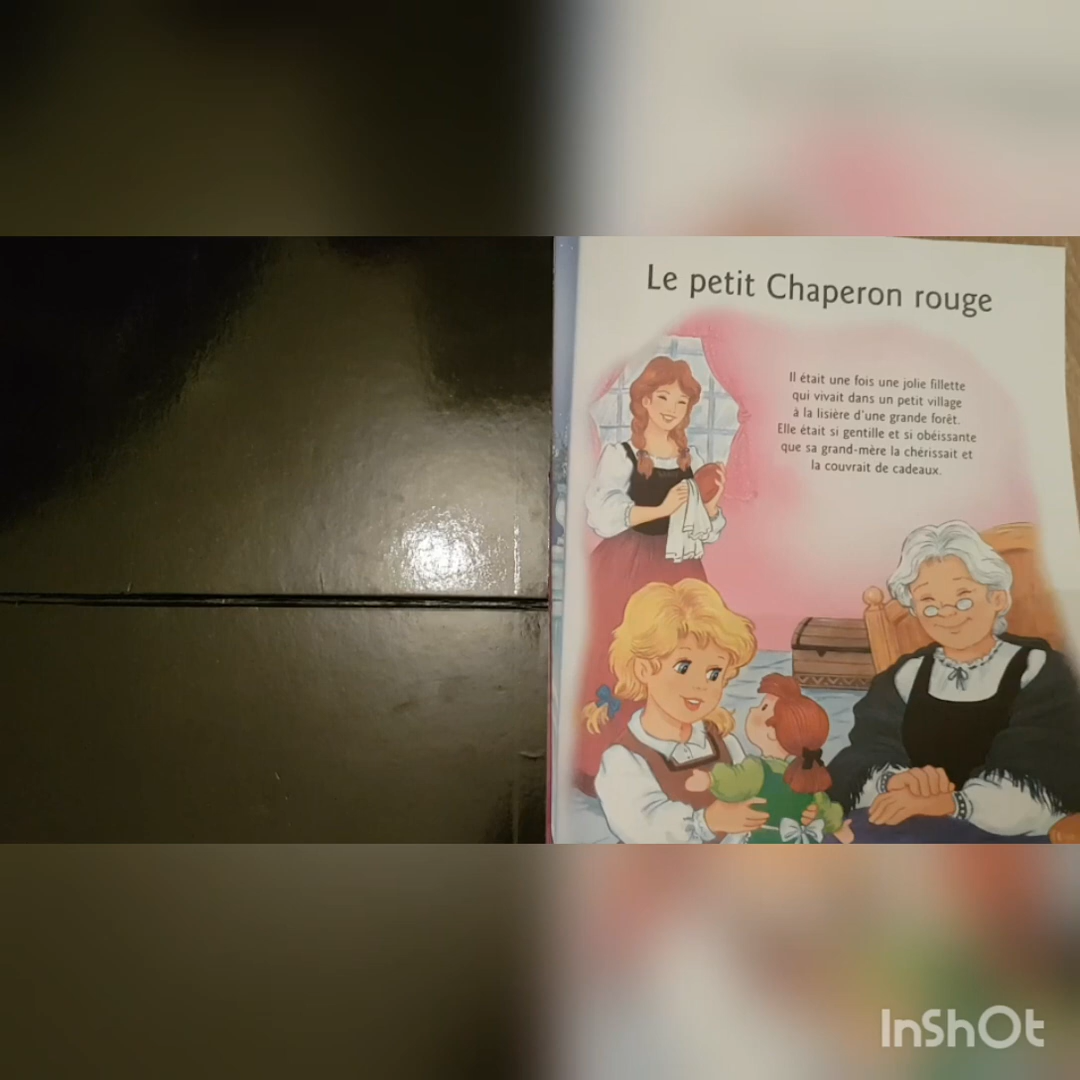 Le petit Chaperon rouge
Il était une fois une jolie fillette
qui vivait dans un petit village
à la lisière d'une grande forêt.
Elle était si gentille et si obéissante
que sa grand-mère la chérissait et
la couvrait de cadeaux.
InShOt